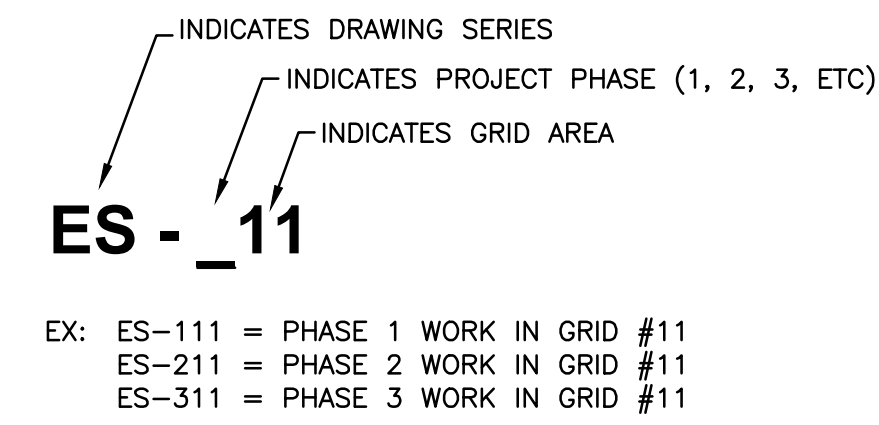 INDICATES DRAWING SERIES
INDICATES PROJECT PHASE (1, 2, 3, ETC)
INDICATES GRID AREA
ES - _11
EX: ES-111 = PHASE 1 WORK IN GRID #11
ES-211 = PHASE 2 WORK IN GRID #11
ES-311 = PHASE 3 WORK IN GRID #11